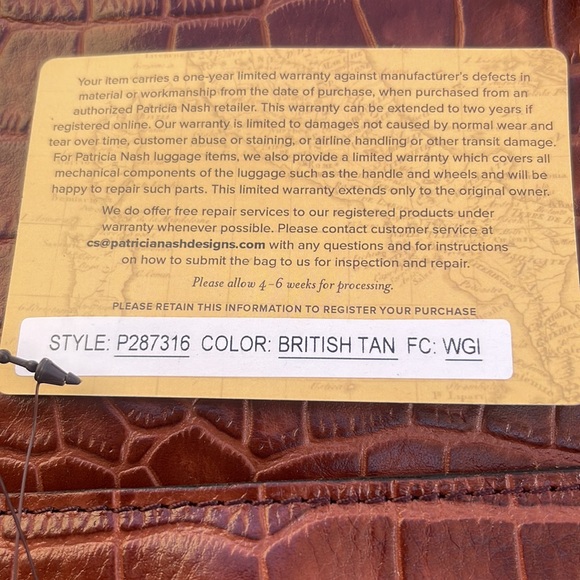 Your item carries a one-year limited warranty against manufacturer's defects in
material or workmanship from the date of purchase, when purchased from an
authorized Patricia Nash retailer. This warranty can be extended to two years if
registered online. Our warranty is limited to damages not caused by normal wear and
tear over time, customer abuse or staining, or airline handling or other transit damage.
For Patricia Nash luggage items, we also provide a limited warranty which covers all
mechanical components of the luggage such as the handle and wheels and will be
happy to repair such parts. This limited warranty extends only to the original owner.
We do offer free repair services to our registered products under
warranty whenever possible. Please contact customer service at
cs@patricianashdesigns.com with any questions and for instructions
on how to submit the bag to us for inspection and repair.
Please allow 4-6 weeks for processing.
PLEASE RETAIN THIS INFORMATION TO REGISTER YOUR PURCHASE
STYLE: P287316 COLOR: BRITISH TAN FC: WGI